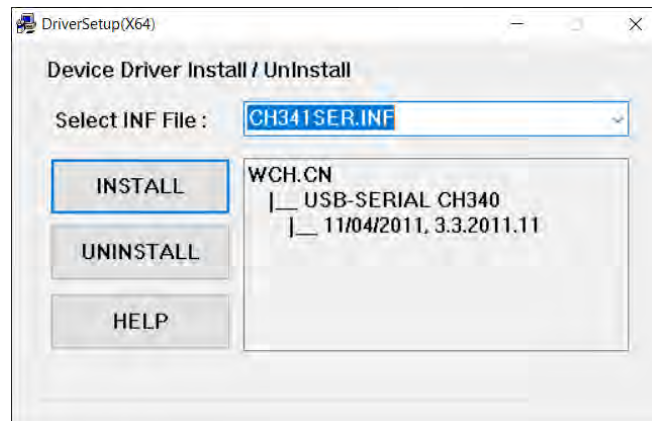 DriverSetup(X64)
Device Driver Install / UnInstall
Select INF File :
CH341SER.INF
INSTALL
UNINSTALL
HELP
WCH.CN
|__ USB-SERIAL CH340
|__ 11/04/2011, 3.3.2011.11